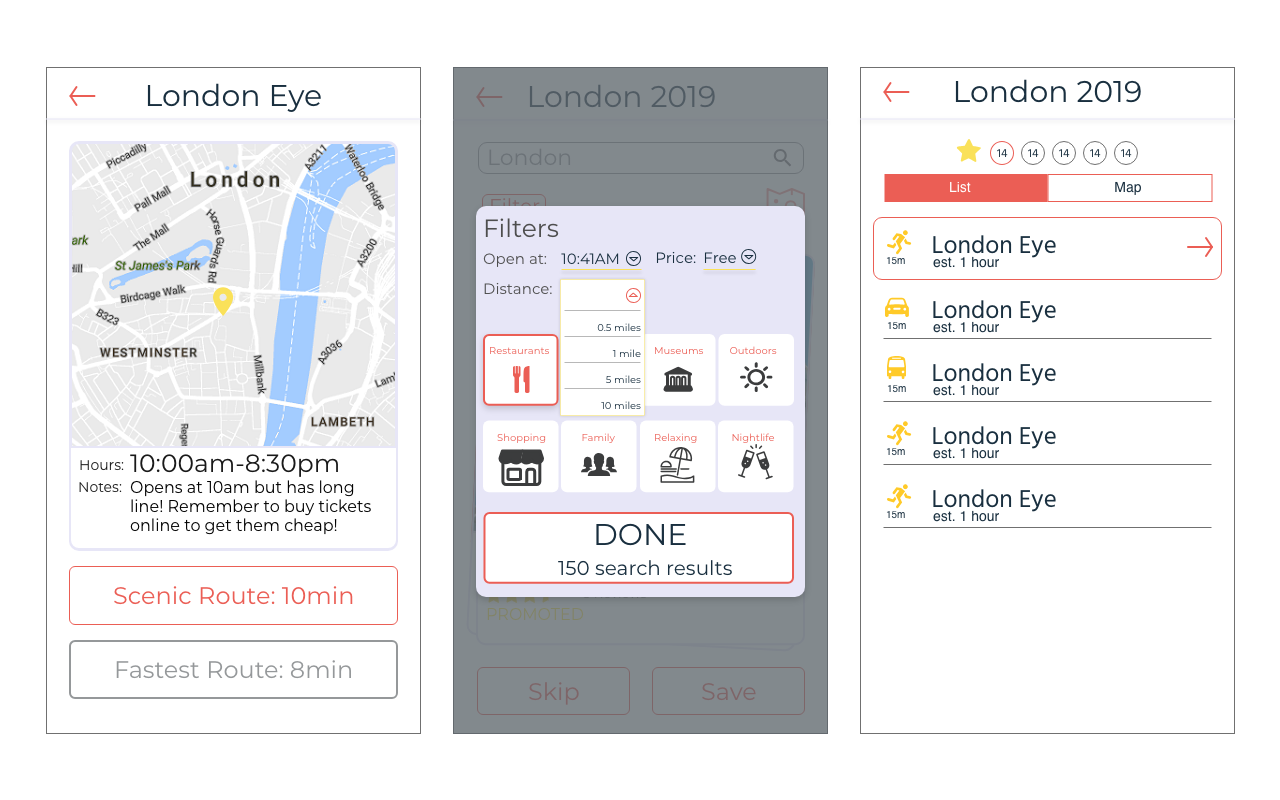 London Eye
Piccadilly
A3211
Waterloo Bridge
London
Pall Mall
The Mall
Horse Guards Rd
ark
A3200
ill
St James's Park
Birdcage Walk
B323
WESTMINSTER
Millbank
A3036
Lam
LAMBETH
Reger
Hours: 10:00am-8:30pm
Notes: Opens at 10am but has long
line! Remember to buy tickets
online to get them cheap!
Scenic Route: 10min
Fastest Route: 8min
London 2019
London
Filter
Filters
Open at: 10:41AM Price: Free
Distance:
0.5 miles
1 mile
5 miles
10 miles
Restaurants
Museums
Outdoors
Shopping
Family
Relaxing
Nightlife
DONE
150 search results
PROMOTED
Skip
Save
London 2019
14 14 14 14 14
List
Map
London Eye
15m est. 1 hour
London Eye
15m est. 1 hour
London Eye
15m est. 1 hour
London Eye
15m est. 1 hour
London Eye
15m est. 1 hour